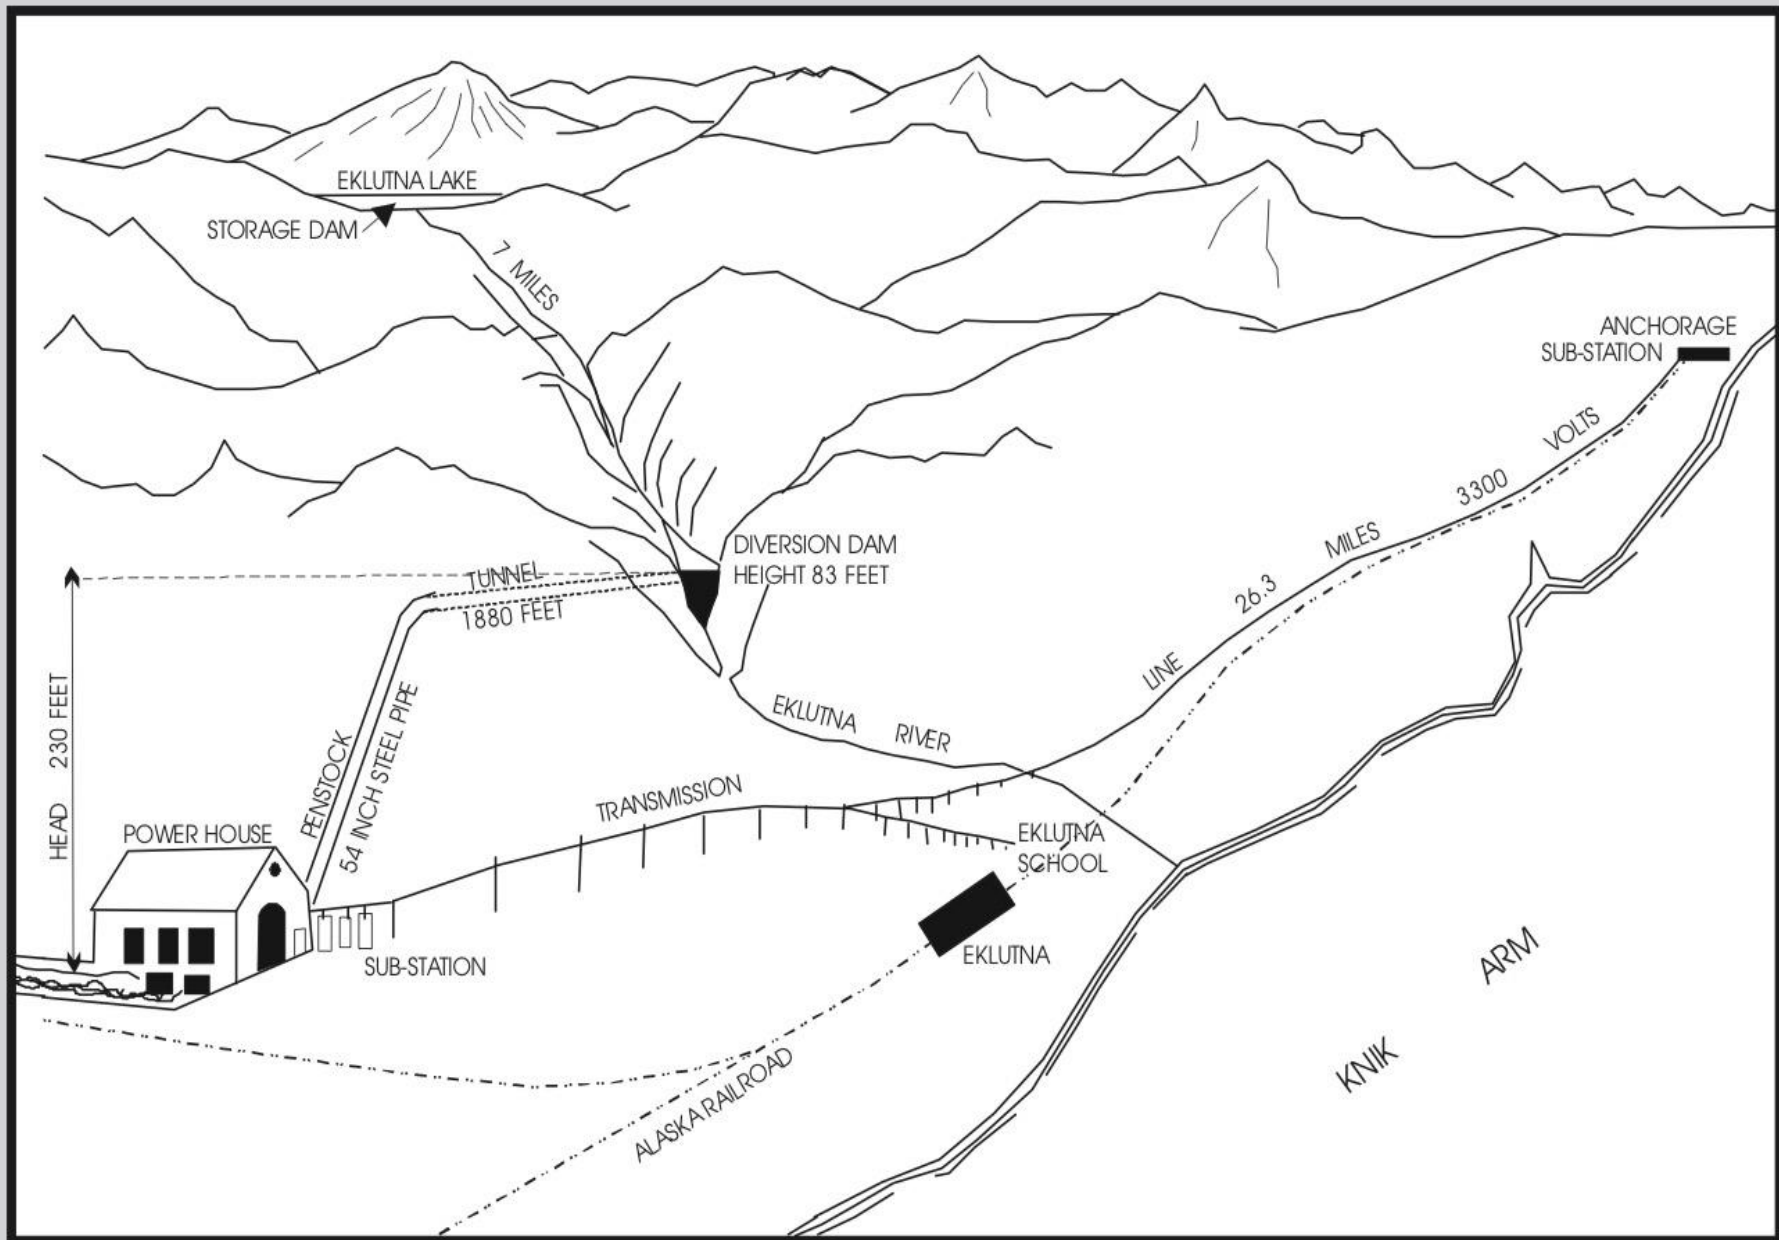 EKLUTNA LAKE
STORAGE DAM
7 MILES
ANCHORAGE
SUB-STATION
DIVERSION DAM
HEIGHT 83 FEET
TUNNEL
1880 FEET
HEAD 230 FEET
PENSTOCK
54 INCH STEEL PIPE
POWER HOUSE
SUB-STATION
TRANSMISSION LINE 26.3 MILES 3300 VOLTS
EKLUTNA RIVER
EKLUTNA
SCHOOL
EKLUTNA
ALASKA RAILROAD
KNIK ARM